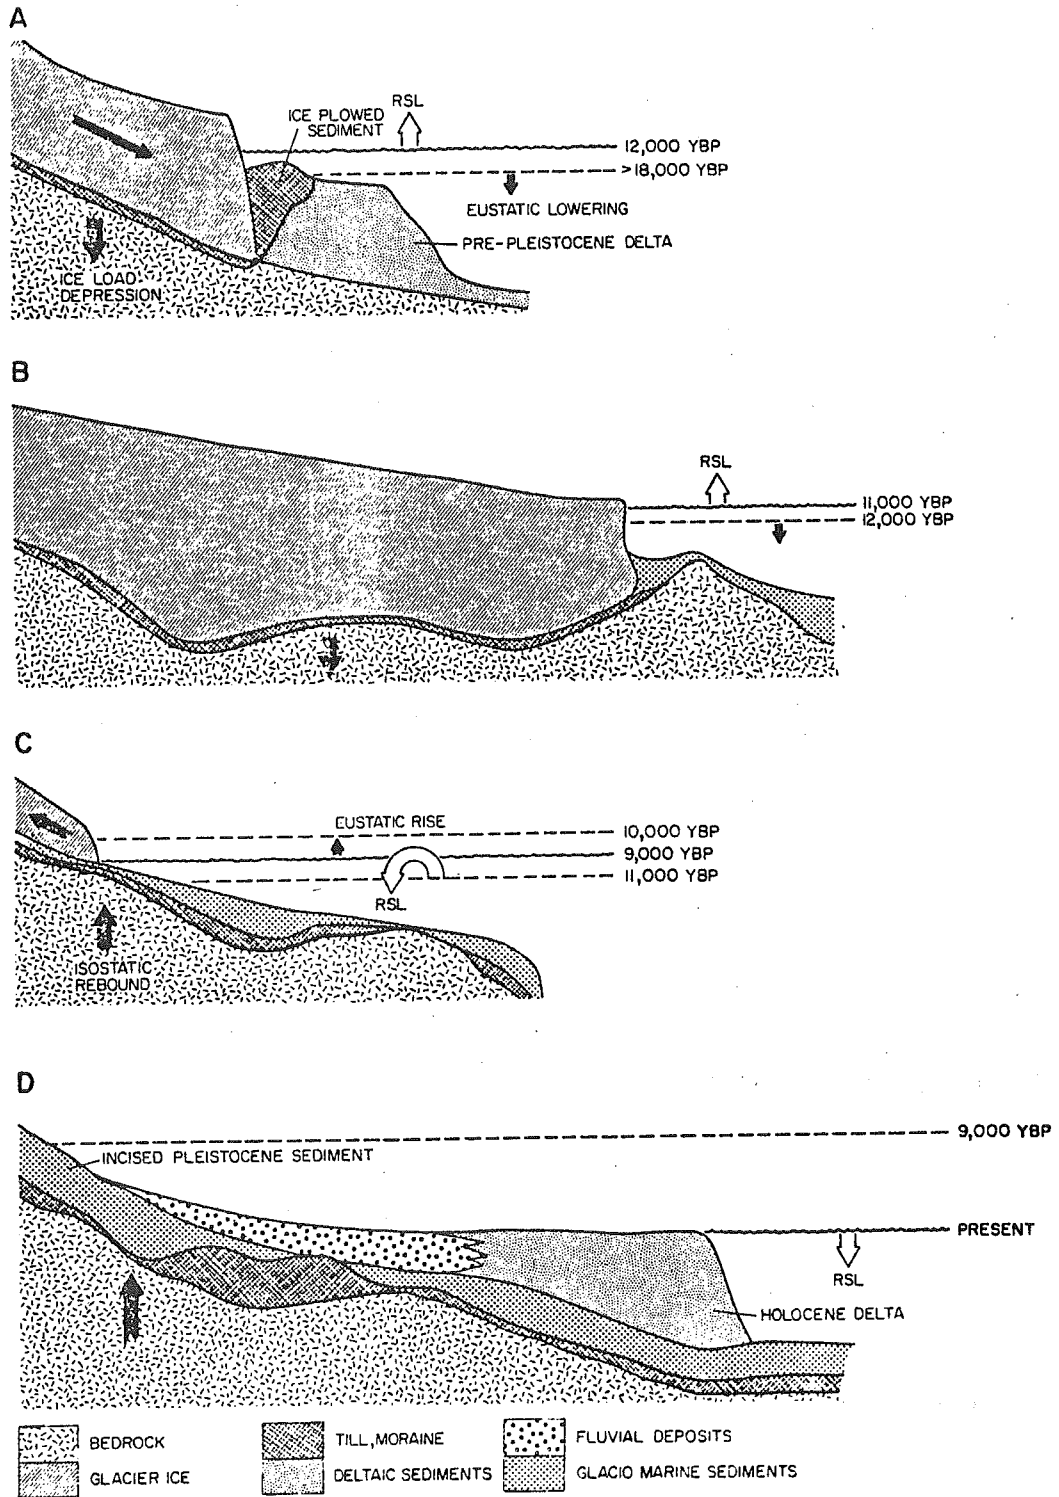 A
ICE PLOWED
SEDIMENT
RSL
12,000 YBP
>18,000 YBP
EUSTATIC LOWERING
PRE-PLEISTOCENE DELTA
ICE LOAD
DEPRESSION
B
RSL
11,000 YBP
12,000 YBP
C
EUSTATIC RISE
10,000 YBP
9,000 YBP
11,000 YBP
RSL
ISOSTATIC
REBOUND
D
9,000 YBP
INCISED PLEISTOCENE SEDIMENT
PRESENT
RSL
HOLOCENE DELTA
BEDROCK
TILL, MORAINE
FLUVIAL DEPOSITS
GLACIER ICE
DELTAIC SEDIMENTS
GLACIO MARINE SEDIMENTS